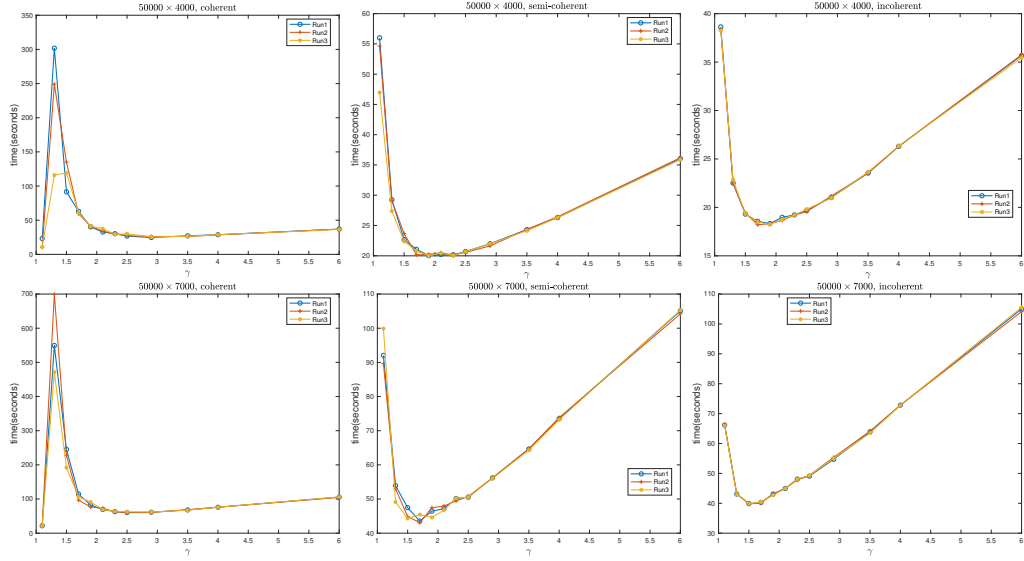 50000 × 4000, coherent
350
300
250
200
150
100
50
0
time(seconds)
1 1.5 2 2.5 3 3.5 4 4.5 5 5.5 6
γ
Run1
Run2
Run3
50000 × 4000, semi-coherent
60
55
50
45
40
35
30
25
20
time(seconds)
1 1.5 2 2.5 3 3.5 4 4.5 5 5.5 6
γ
Run1
Run2
Run3
50000 × 4000, incoherent
40
35
30
25
20
15
time(seconds)
1 1.5 2 2.5 3 3.5 4 4.5 5 5.5 6
γ
Run1
Run2
Run3
50000 × 7000, coherent
700
600
500
400
300
200
100
0
time(seconds)
1 1.5 2 2.5 3 3.5 4 4.5 5 5.5 6
γ
Run1
Run2
Run3
50000 × 7000, semi-coherent
110
100
90
80
70
60
50
40
time(seconds)
1 1.5 2 2.5 3 3.5 4 4.5 5 5.5 6
γ
Run1
Run2
Run3
50000 × 7000, incoherent
110
100
90
80
70
60
50
40
30
time(seconds)
1 1.5 2 2.5 3 3.5 4 4.5 5 5.5 6
γ
Run1
Run2
Run3